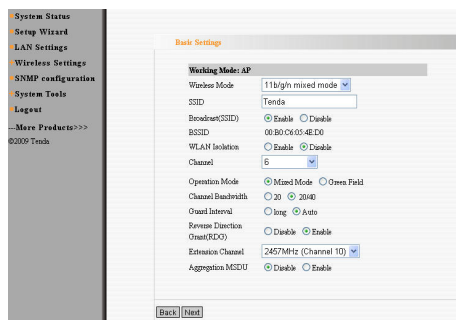 System Status
Setup Wizard
LAN Settings
Wireless Settings
SNMP configuration
System Tools
Logout
---More Products>>>
©2009 Tenda
Basic Settings
Working Mode: AP
Wireless Mode 11b/g/n mixed mode
SSID Tenda
Broadcast(SSID) Enable Disable
BSSID 00:B0:C6:05:4E:D0
WLAN Isolation Enable Disable
Channel 6
Operation Mode Mixed Mode Green Field
Channel Bandwidth 20 20/40
Guard Interval long Auto
Reverse Direction
Grant(RDG) Disable Enable
Extension Channel 2457MHz (Channel 10)
Aggregation MSDU Disable Enable
Back Next